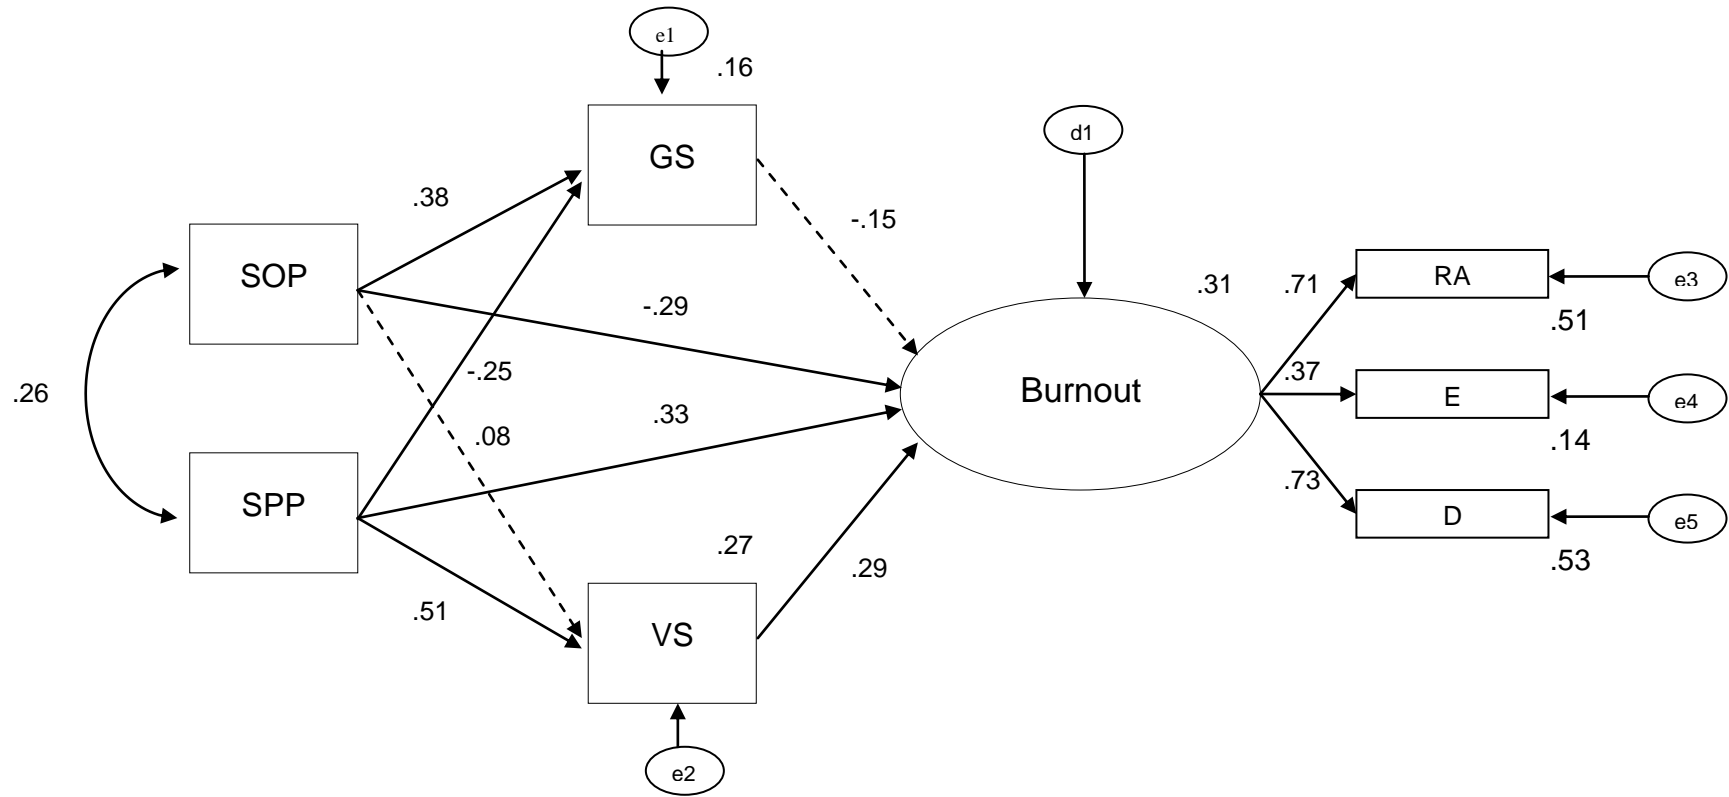 e1
.16
d1
GS
.38
-.15
SOP
.31
.71
RA
e3
-.29
.51
-.25
.37
.26
Burnout
E
e4
.33
.08
.14
.73
SPP
D
e5
.27
.29
.53
.51
VS
e2